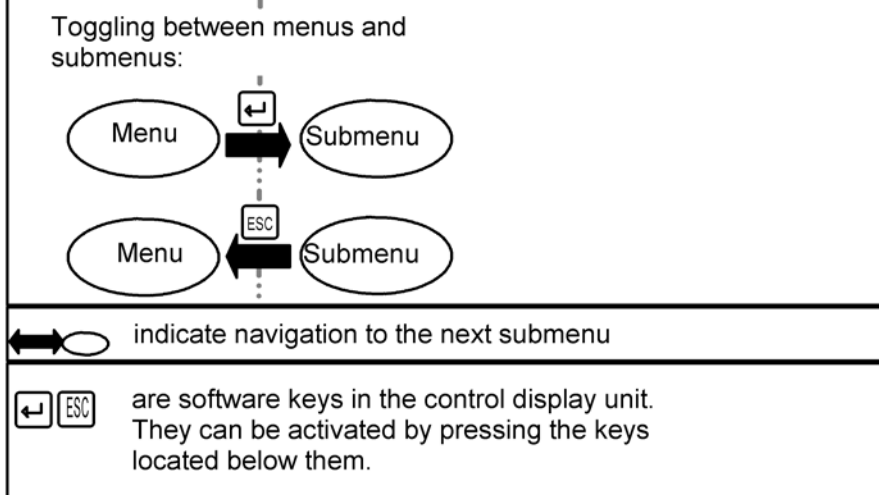 Toggling between menus and
submenus:
Menu
Submenu
ESC
Menu
Submenu
indicate navigation to the next submenu
ESC
are software keys in the control display unit.
They can be activated by pressing the keys
located below them.